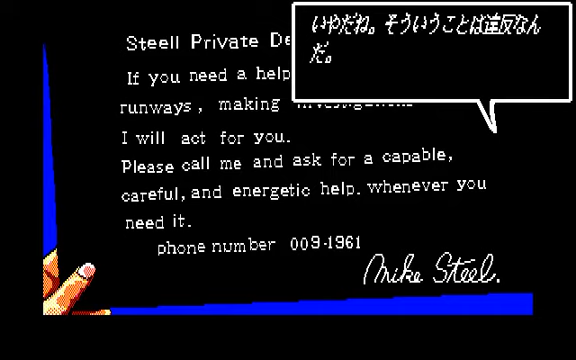 いやだね。そういうことは違反なん
だ。
Steell Private De
If you need a help
runways, making investigations
I will act for you.
Please call me and ask for a capable,
careful, and energetic help. whenever you
need it.
phone number 009-1961
Mike Steel.